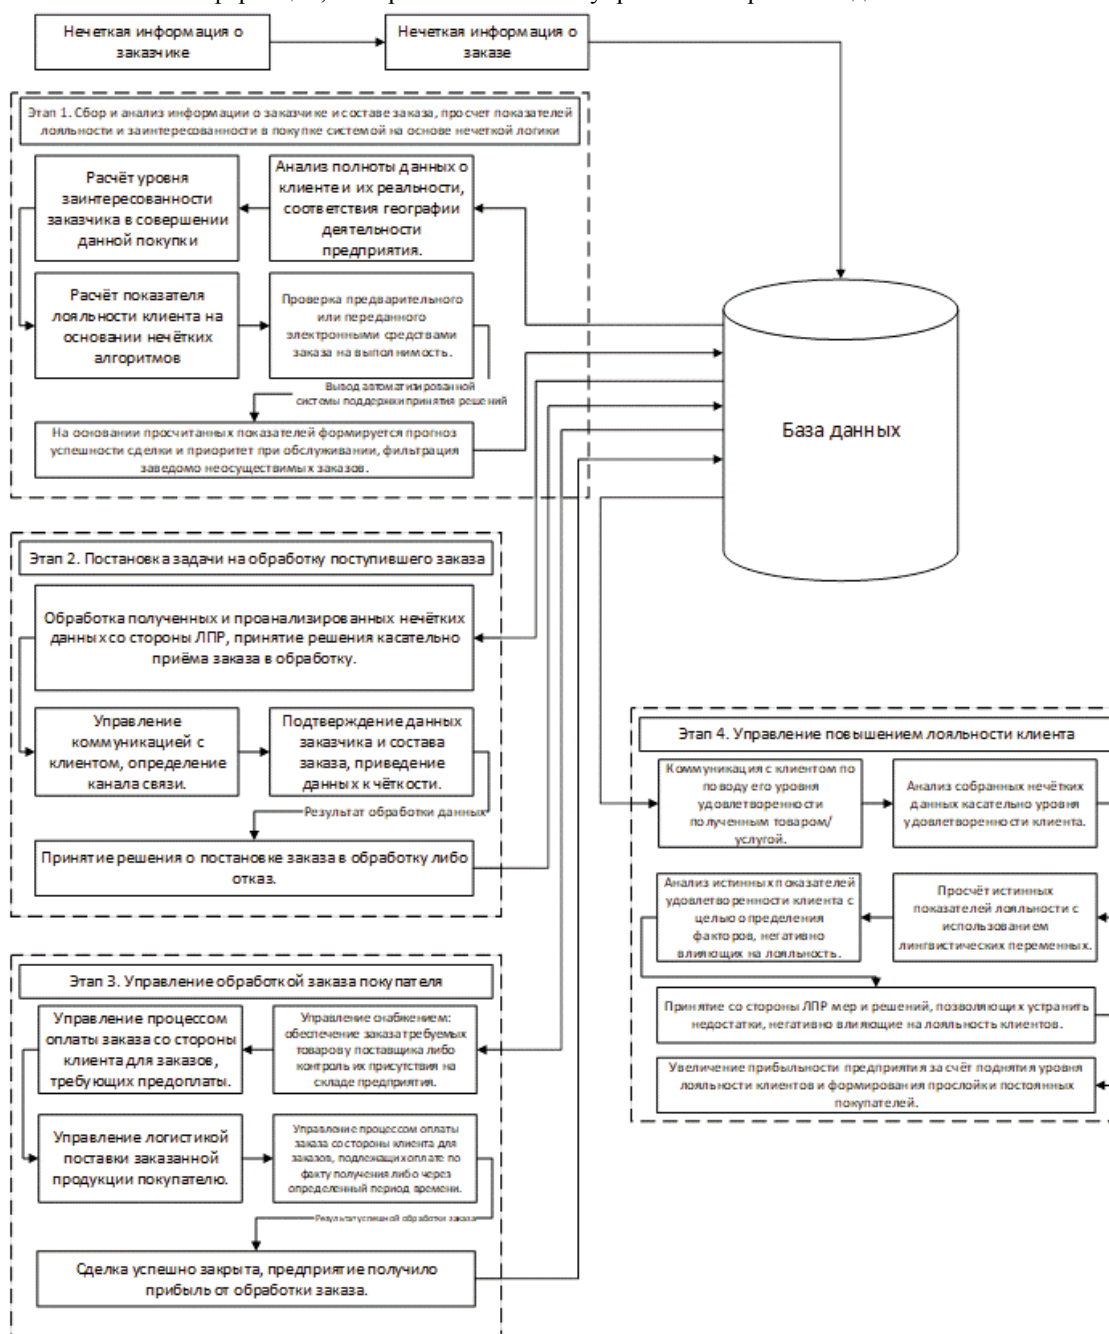 Нечеткая информация о
заказчике
Нечеткая информация о
заказе
Этап 1. Сбор и анализ информации о заказчике и составе заказа, просчет показателей
лояльности и заинтересованности в покупке системой на основе нечеткой логики
Расчёт уровня
заинтересованности
заказчика в совершении
данной покупки
Анализ полноты данных о
клиенте и их реальности,
соответствия географии
деятельности
предприятия.
Расчёт показателя
лояльности клиента на
основании нечётких
алгоритмов
Проверка предварительного
или переданного
электронными средствами
заказа на выполнимость.
Вывод автоматизированной
системы поддержки принятия решений
На основании просчитанных показателей формируется прогноз
успешности сделки и приоритет при обслуживании, фильтрация
заведомо неосуществимых заказов.
База данных
Этап 2. Постановка задачи на обработку поступившего заказа
Обработка полученных и проанализированных нечётких
данных со стороны ЛПР, принятие решения касательно
приёма заказа в обработку.
Управление
коммуникацией с
клиентом, определение
канала связи.
Подтверждение данных
заказчика и состава
заказа, приведение
данных к чёткости.
Результат обработки данных
Принятие решения о постановке заказа в обработку либо
отказ.
Этап 3. Управление обработкой заказа покупателя
Управление процессом
оплаты заказа со стороны
клиента для заказов,
требующих предоплаты.
Управление снабжением:
обеспечение заказа требуемых
товаров у поставщика либо
контроль их присутствия на
складе предприятия.
Управление логистикой
поставки заказанной
продукции покупателю.
Управление процессом оплаты
заказа со стороны клиента для
заказов, подлежащих оплате по
факту получения либо через
определенный период времени.
Результат успешной обработки заказа
Сделка успешно закрыта, предприятие получило
прибыль от обработки заказа.
Этап 4. Управление повышением лояльности клиента
Коммуникация с клиентом по
поводу его уровня
удовлетворенности
полученным товаром/
услугой.
Анализ собранных нечётких
данных касательно уровня
удовлетворенности клиента.
Анализ истинных показателей
удовлетворенности клиента с
целью определения
факторов, негативно
влияющих на лояльность.
Просчёт истинных
показателей лояльности с
использованием
лингвистических переменных.
Принятие со стороны ЛПР мер и решений, позволяющих устранить
недостатки, негативно влияющие на лояльность клиентов.
Увеличение прибыльности предприятия за счёт поднятия уровня
лояльности клиентов и формирования прослойки постоянных
покупателей.